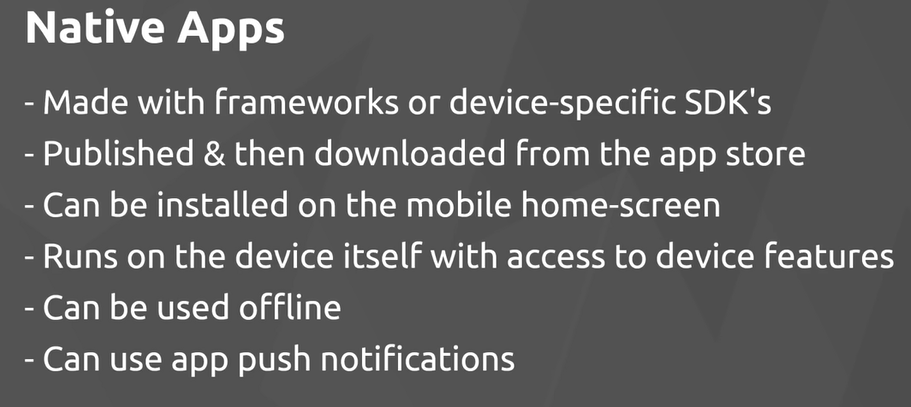 Native Apps
- Made with frameworks or device-specific SDK's
- Published & then downloaded from the app store
- Can be installed on the mobile home-screen
- Runs on the device itself with access to device features
- Can be used offline
- Can use app push notifications